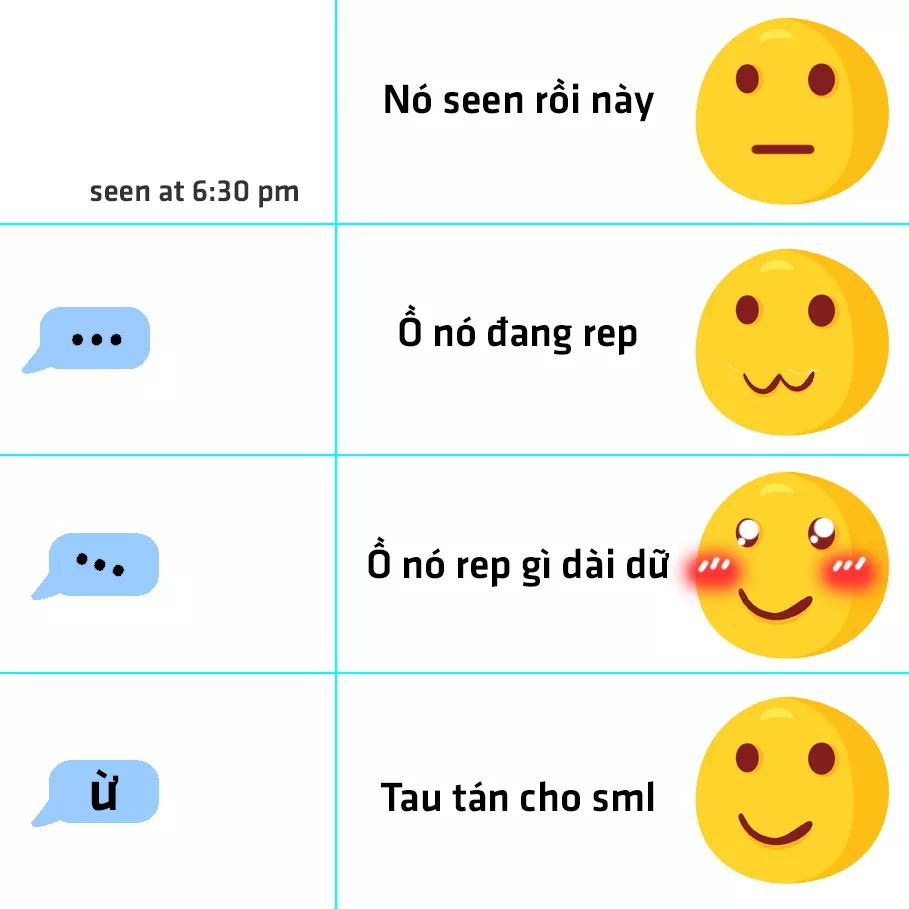 Nó seen rồi này
seen at 6:30 pm
Ồ nó đang rep
Ồ nó rep gì dài dữ
ừ
Tau tán cho sml